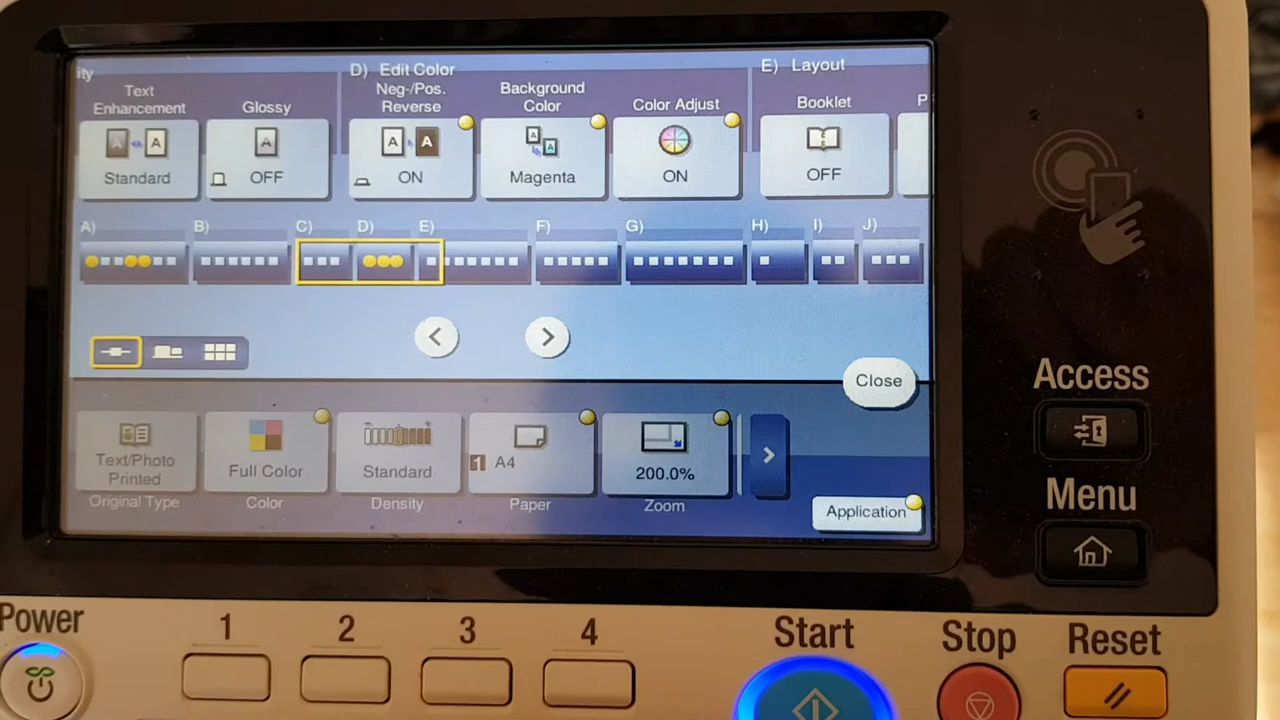 ity
D) Edit Color
E) Layout
Text
Enhancement
Glossy
Neg-/Pos.
Reverse
Background
Color
Color Adjust
Booklet
P
Standard
OFF
ON
Magenta
ON
OFF
A)
B)
C)
D)
E)
F)
G)
H)
I)
J)
Close
Text/Photo
Printed
Full Color
Standard
1 A4
200.0%
Original Type
Color
Density
Paper
Zoom
Application
Access
Menu
Power
1
2
3
4
Start
Stop
Reset